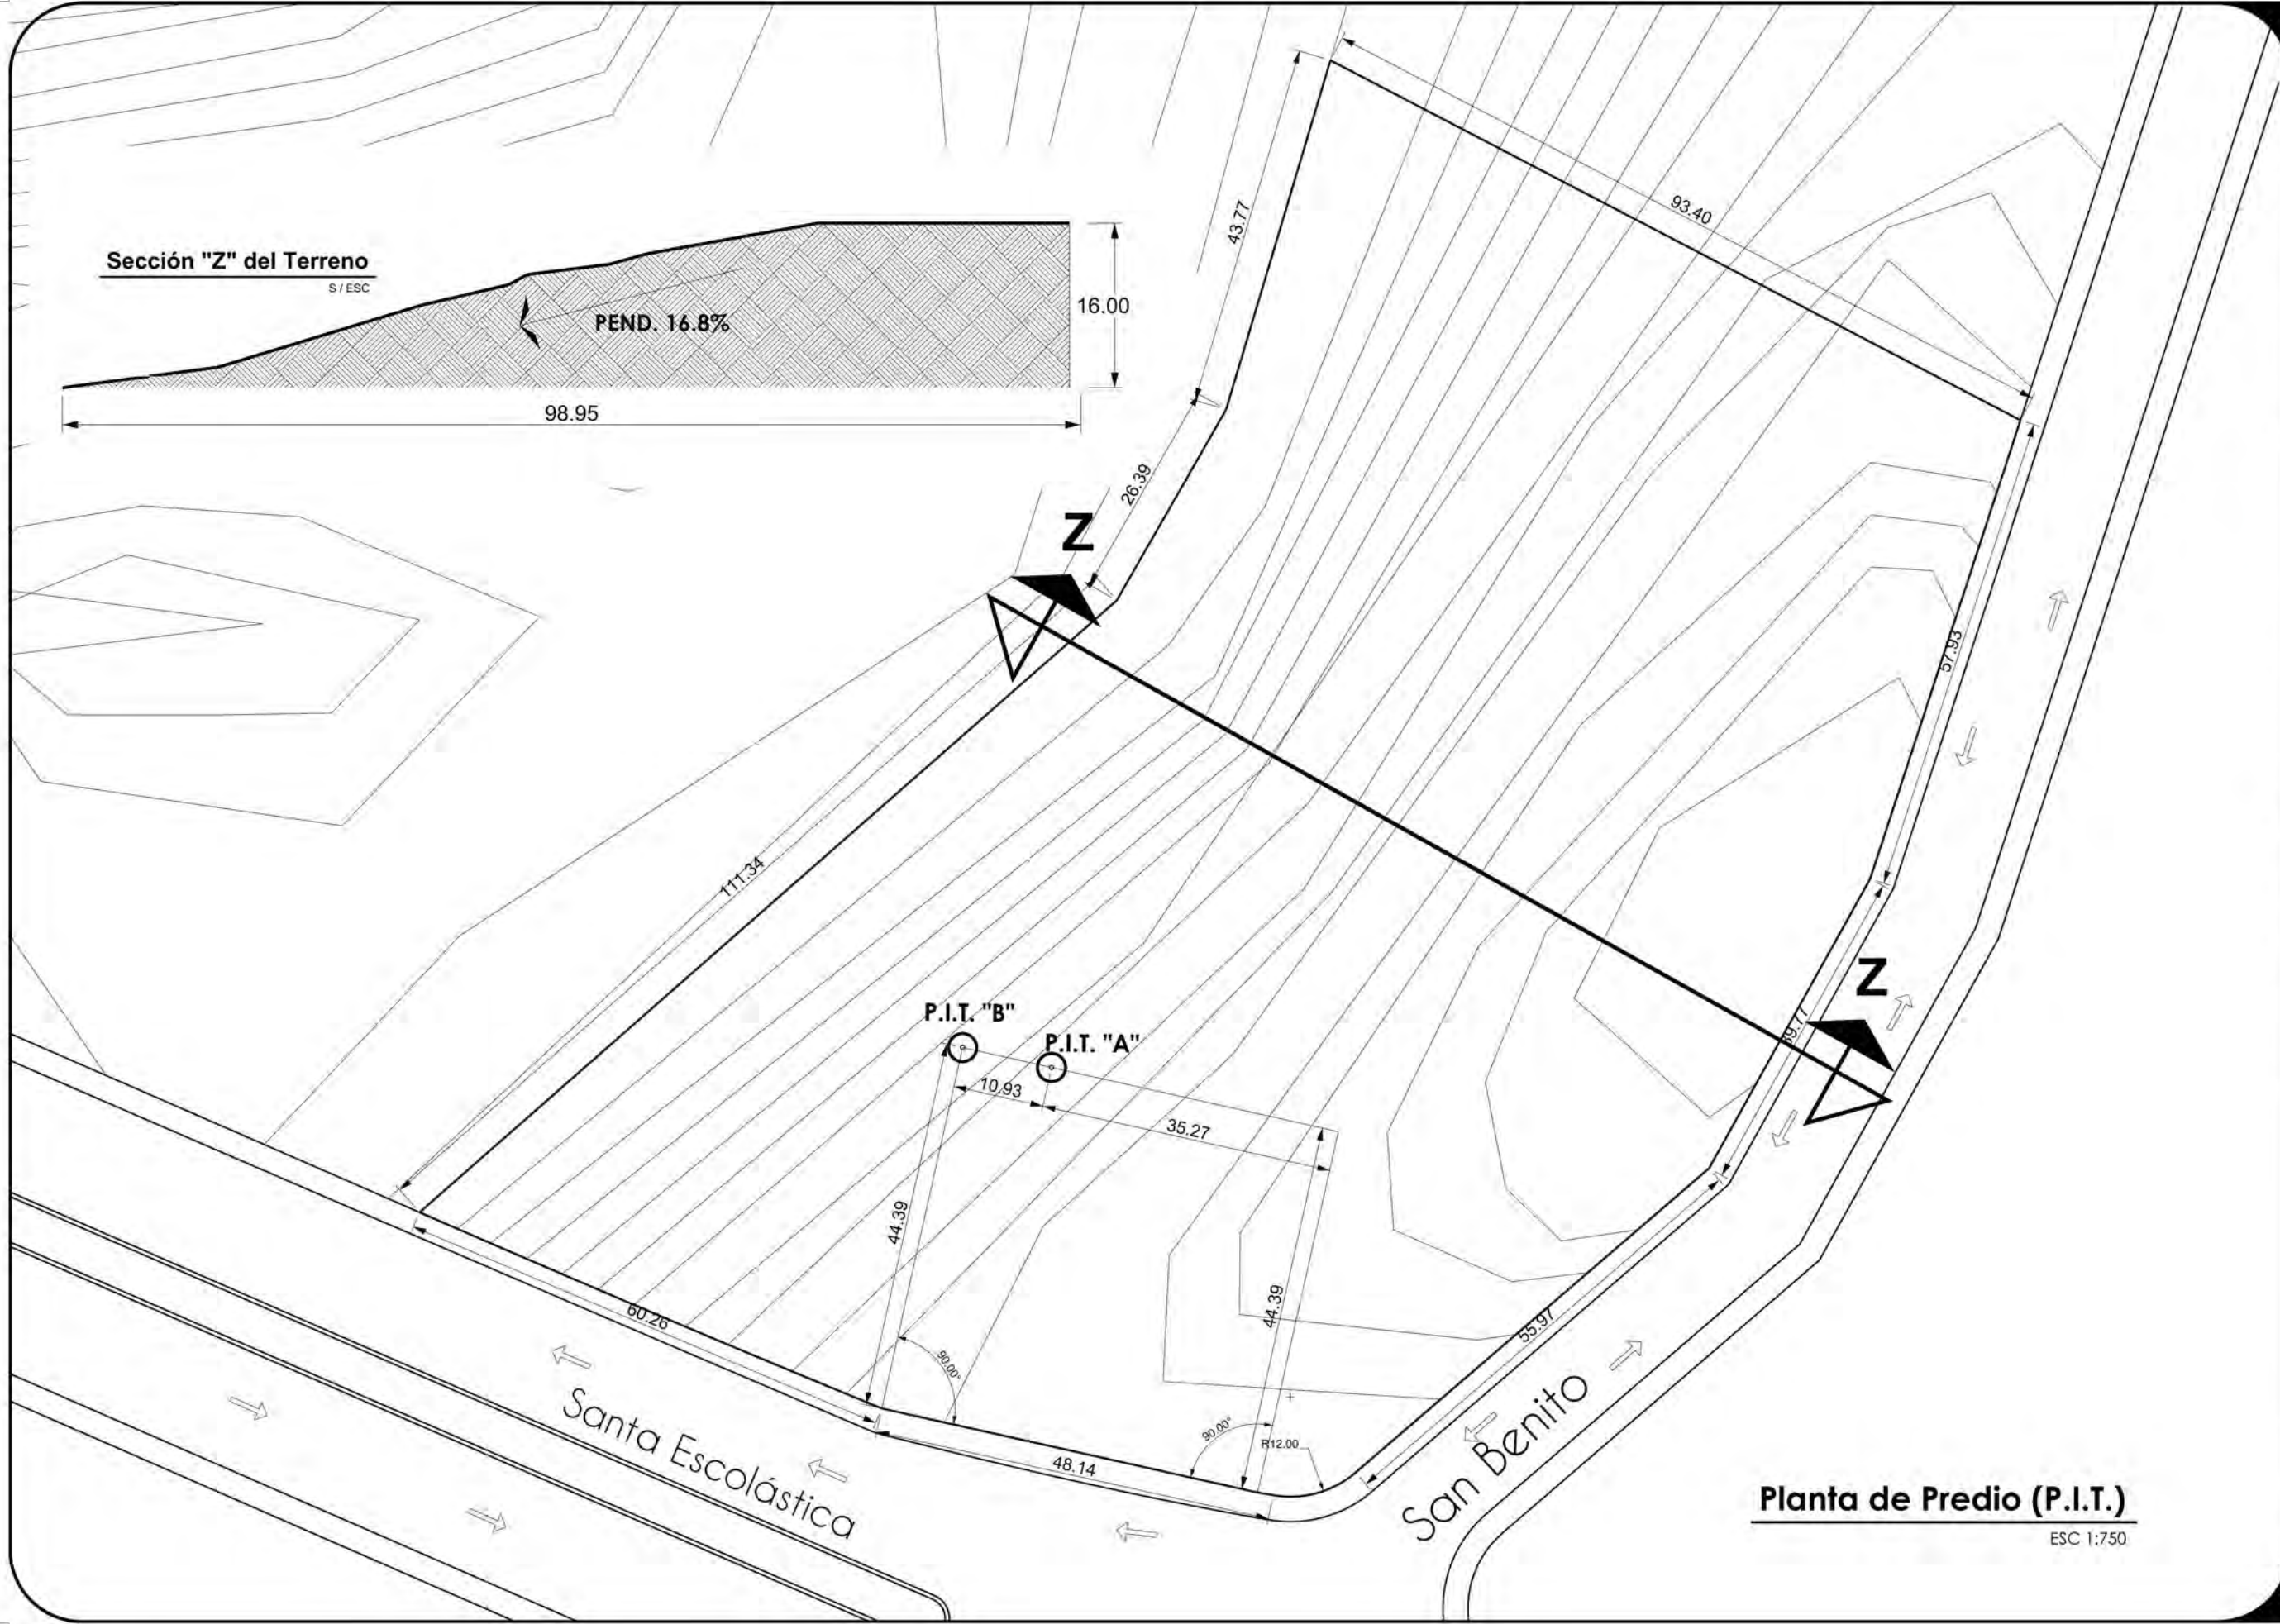 93.40
43.77
Sección "Z" del Terreno
S / ESC
16.00
PEND. 16.8%
98.95
26.39
Z
57.93
111.34
Z
39.77
P.I.T. "B"
P.I.T. "A"
10.93
35.27
44.39
44.39
60.26
55.97
90.00°
90.00°
R12.00
48.14
Santa Escolástica
San Benito
Planta de Predio (P.I.T.)
ESC 1:750